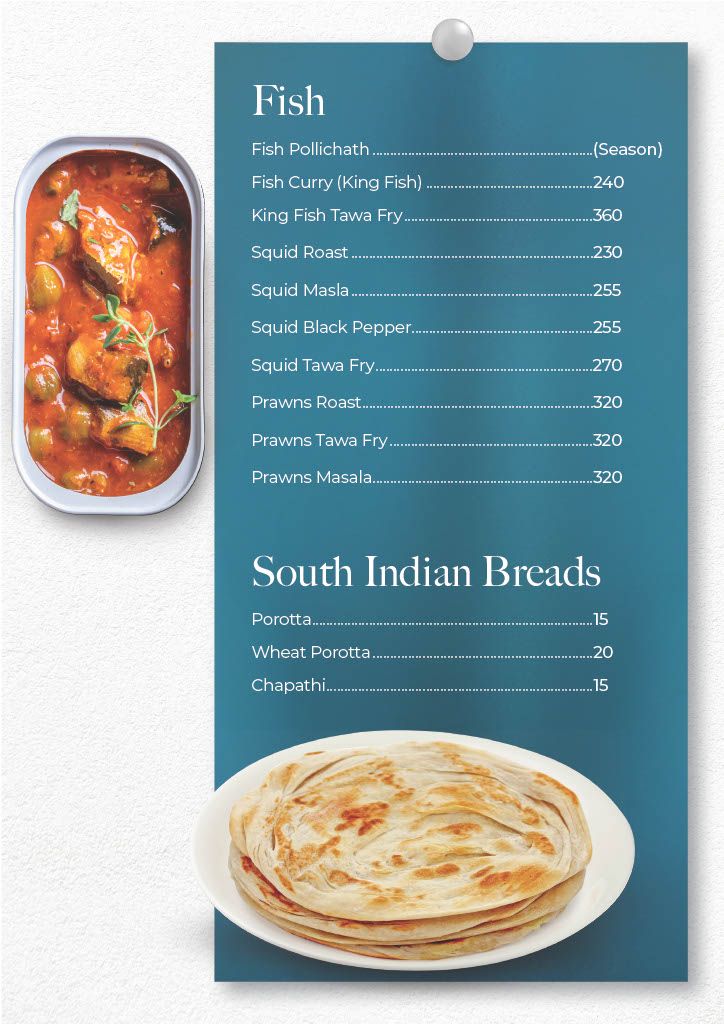 Fish
Fish Pollichath ........................................................(Season)
Fish Curry (King Fish) ..........................................240
King Fish Tawa Fry................................................360
Squid Roast .............................................................230
Squid Masla .............................................................255
Squid Black Pepper..............................................255
Squid Tawa Fry.......................................................270
Prawns Roast..........................................................320
Prawns Tawa Fry ....................................................320
Prawns Masala........................................................320
South Indian Breads
Porotta.......................................................................15
Wheat Porotta ........................................................20
Chapathi...................................................................15